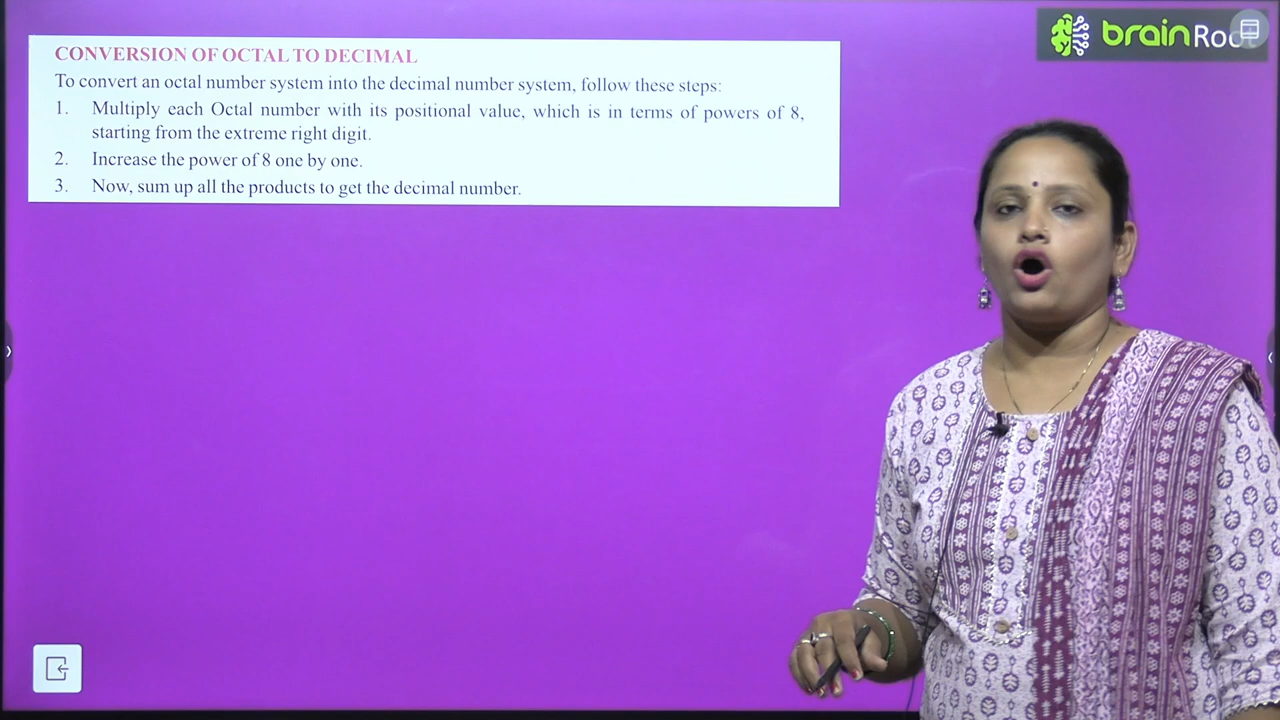 brainRoot
CONVERSION OF OCTAL TO DECIMAL
To convert an octal number system into the decimal number system, follow these steps:
1. Multiply each Octal number with its positional value, which is in terms of powers of 8,
starting from the extreme right digit.
2. Increase the power of 8 one by one.
3. Now, sum up all the products to get the decimal number.